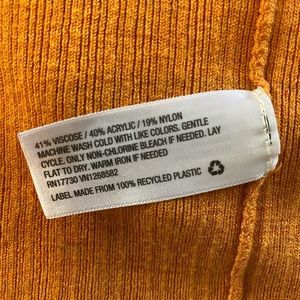 41% VISCOSE / 40% ACRYLIC / 19% NYLON
MACHINE WASH COLD WITH LIKE COLORS. GENTLE
CYCLE. ONLY NON-CHLORINE BLEACH IF NEEDED. LAY
FLAT TO DRY. WARM IRON IF NEEDED
RN17730 VN1268582
LABEL MADE FROM 100% RECYCLED PLASTIC